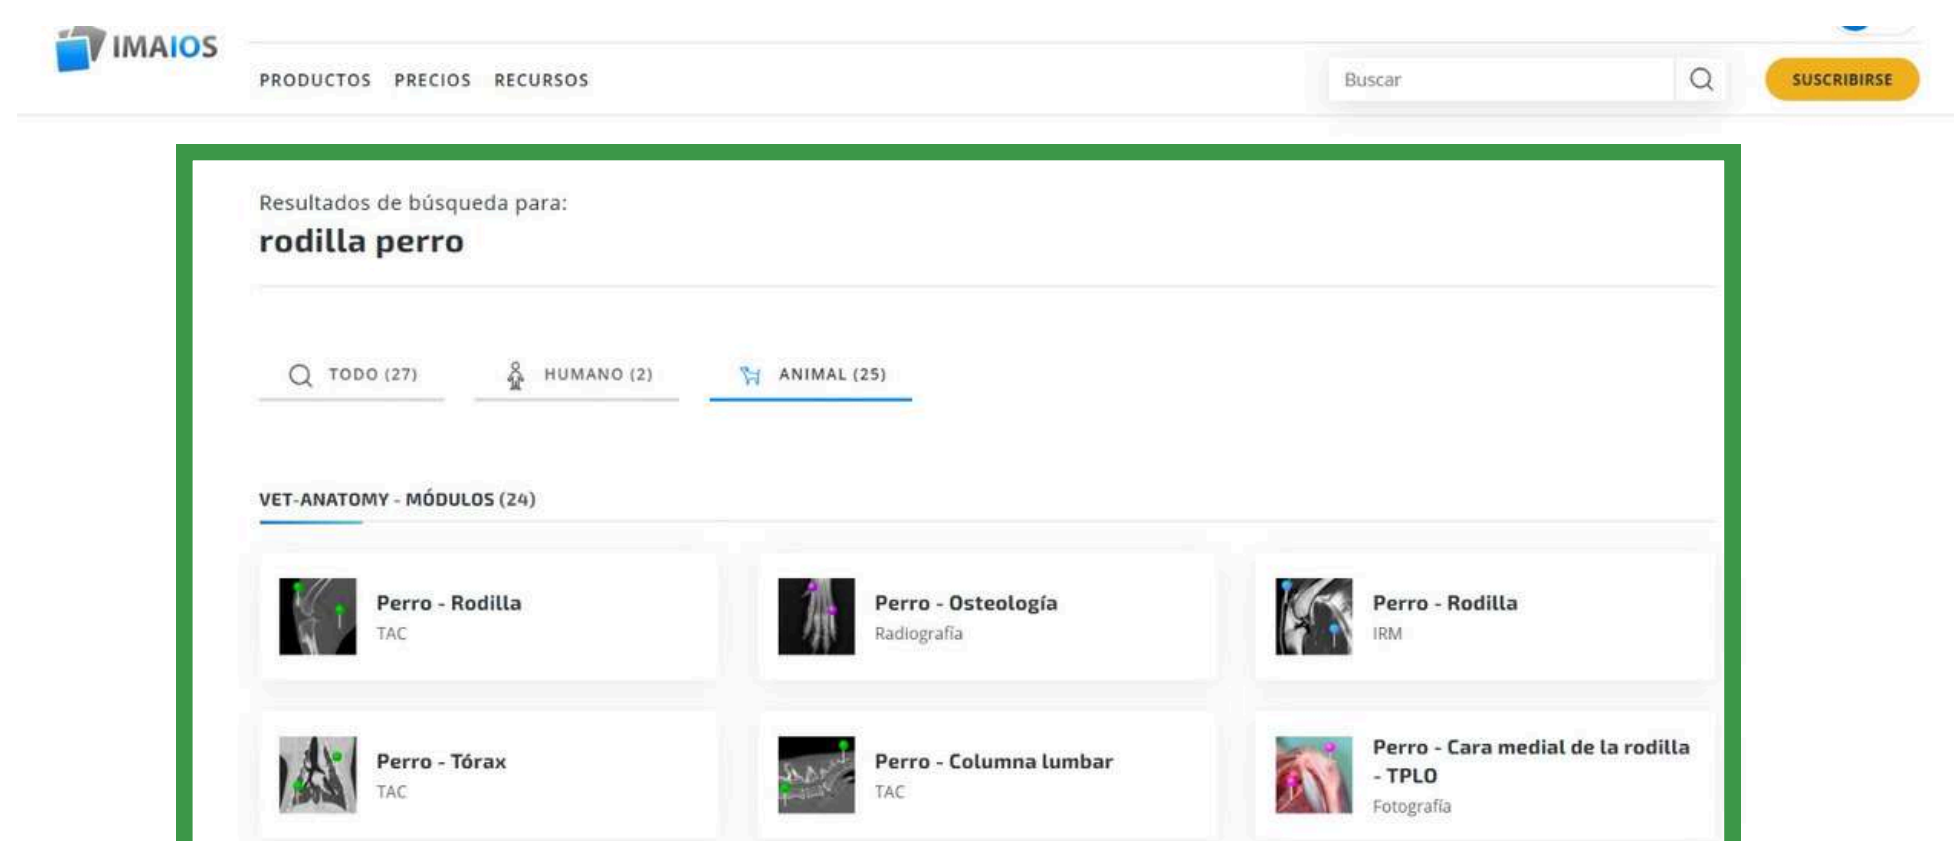 IMAIOS
PRODUCTOS PRECIOS RECURSOS
Buscar
SUSCRIBIRSE
Resultados de búsqueda para:
rodilla perro
TODO (27)
HUMANO (2)
ANIMAL (25)
VET-ANATOMY - MÓDULOS (24)
Perro - Rodilla
TAC
Perro - Osteología
Radiografía
Perro - Rodilla
IRM
Perro - Tórax
TAC
Perro - Columna lumbar
TAC
Perro - Cara medial de la rodilla
- TPLO
Fotografía